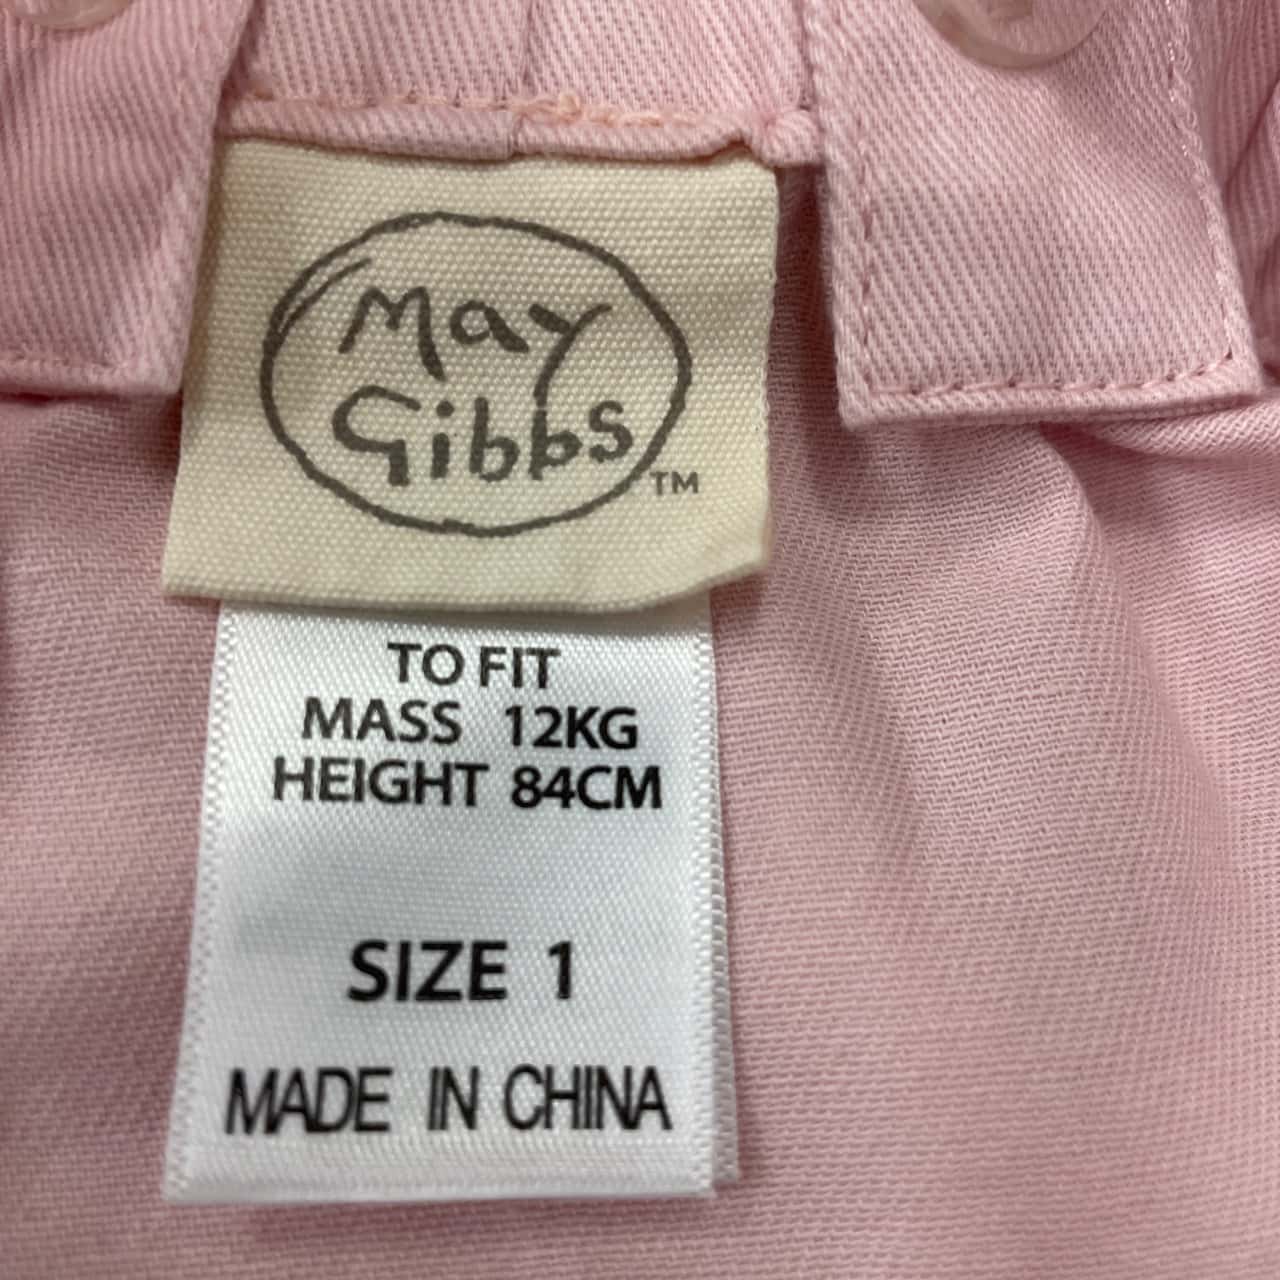 May
Gibbs
TM
TO FIT
MASS 12KG
HEIGHT 84CM
SIZE 1
MADE IN CHINA